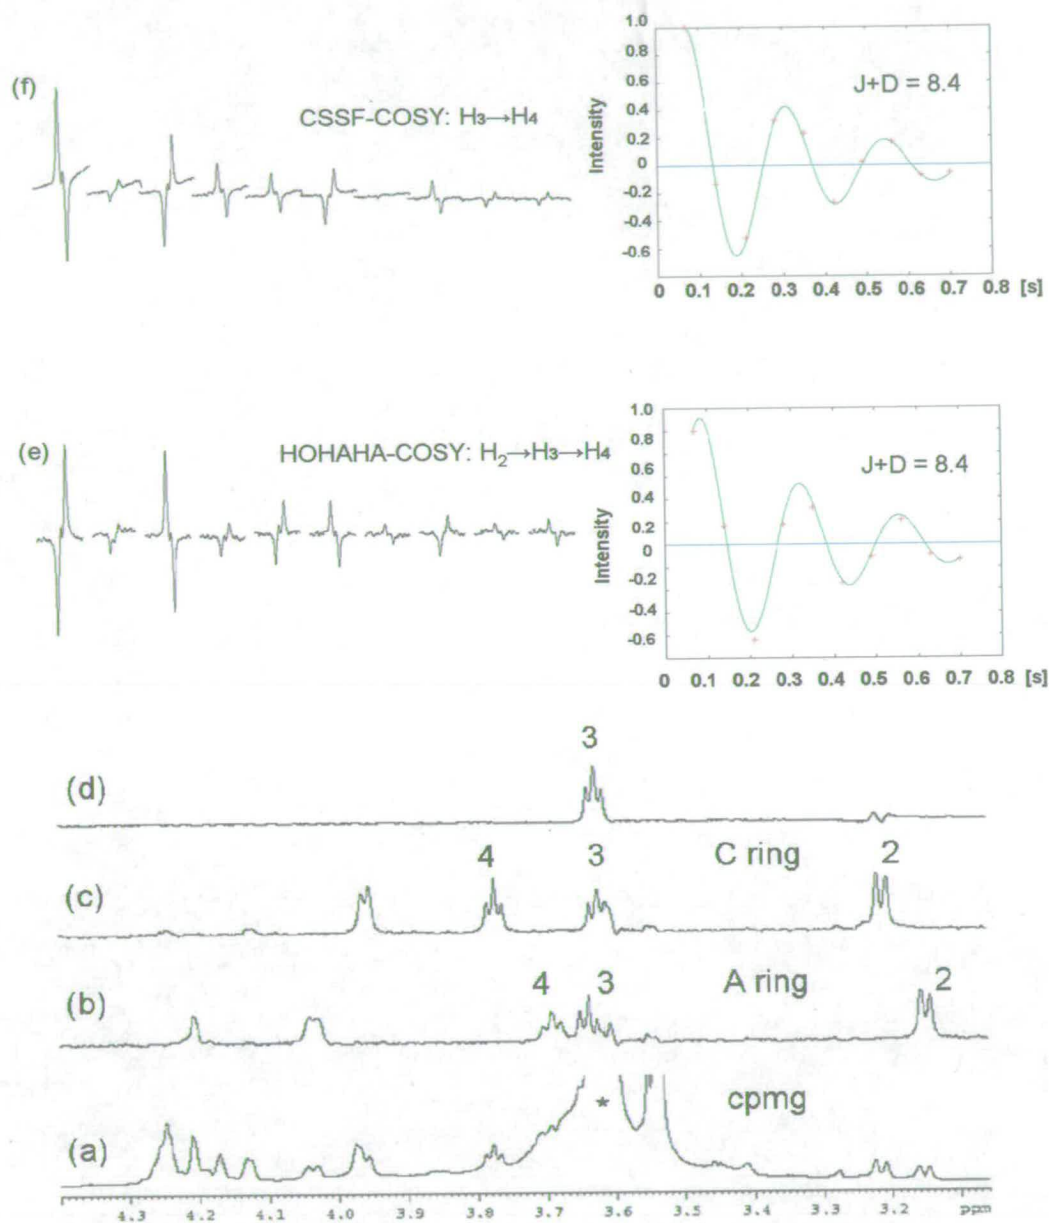 (f)
CSSF-COSY: H₃→H₄
J+D = 8.4
Intensity
1.0
0.8
0.6
0.4
0.2
0
-0.2
-0.4
-0.6
0 0.1 0.2 0.3 0.4 0.5 0.6 0.7 0.8 [s]
(e)
HOHAHA-COSY: H₂→H₃→H₄
J+D = 8.4
Intensity
1.0
0.8
0.6
0.4
0.2
0
-0.2
-0.4
-0.6
0 0.1 0.2 0.3 0.4 0.5 0.6 0.7 0.8 [s]
3
(d)
4 3 C ring 2
(c)
4 3 A ring 2
(b)
* cpmg
(a)
4.3 4.2 4.1 4.0 3.9 3.8 3.7 3.6 3.5 3.4 3.3 3.2 ppm